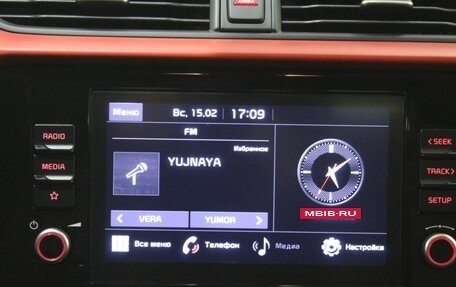 Меню
Вс, 15.02
17:09
FM
Избранное
YUJNAYA
VERA
YUMOR
MBIB-RU
Все меню
Телефон
Медиа
Настройки
RADIO
MEDIA
SEEK
TRACK
SETUP